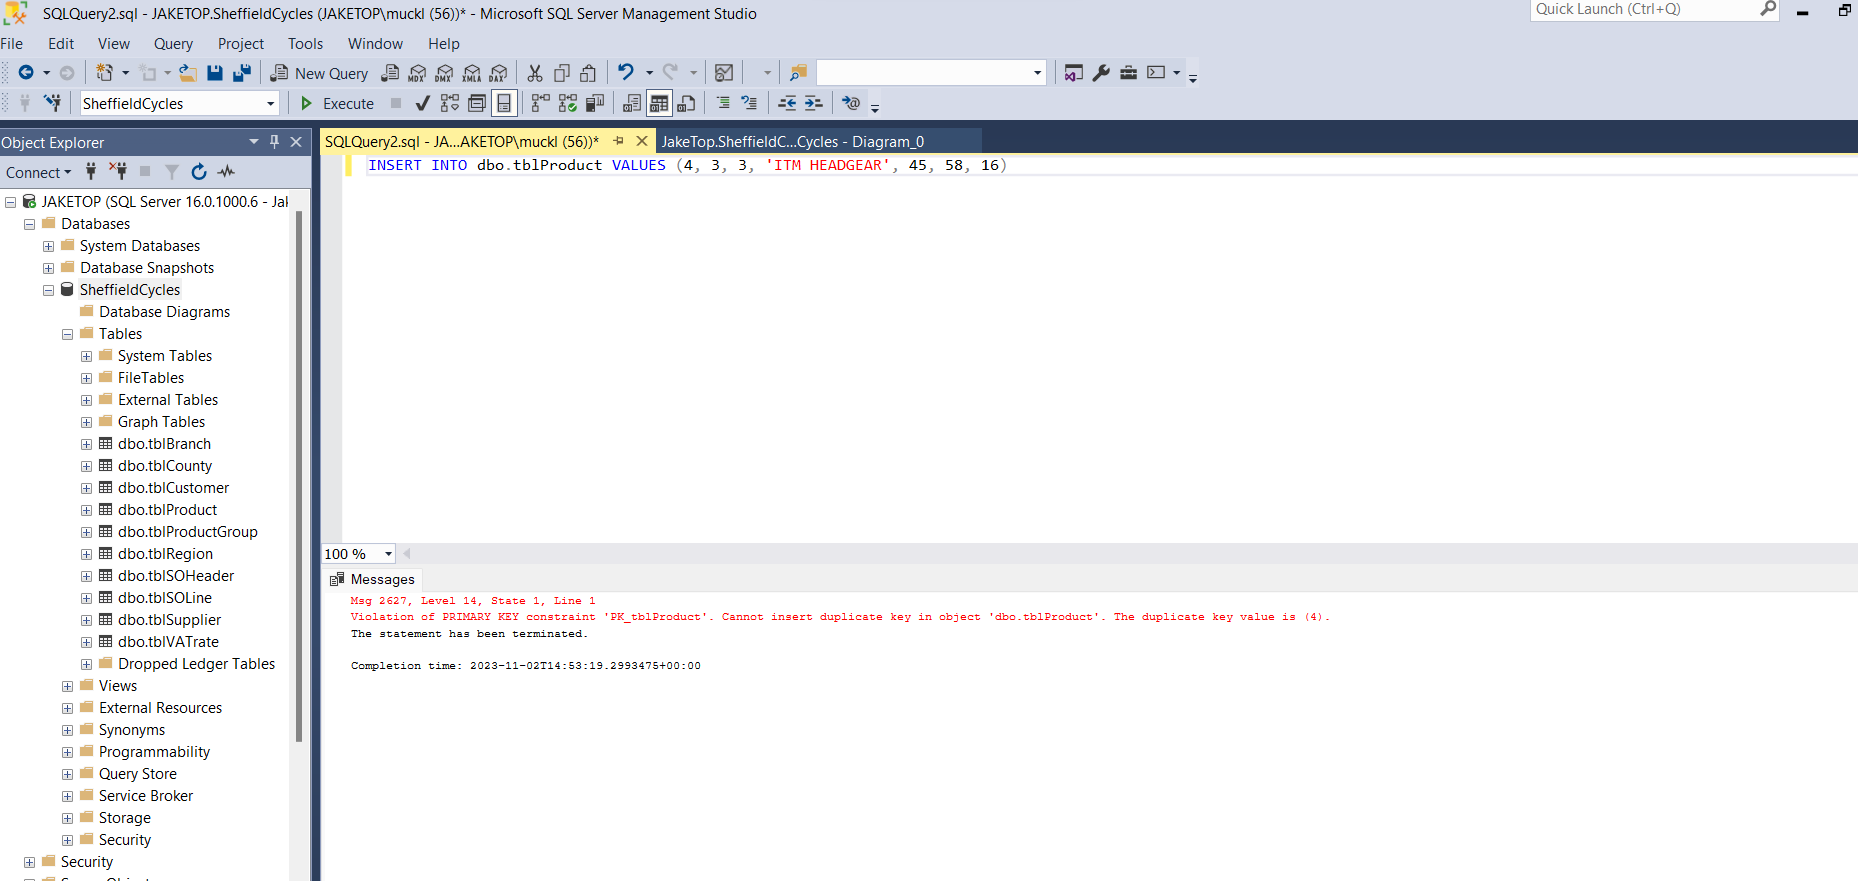 SQLQuery2.sql - JAKETOP.SheffieldCycles (JAKETOP\muckl (56))* - Microsoft SQL Server Management Studio
Quick Launch (Ctrl+Q)
File Edit View Query Project Tools Window Help
New Query MDX DMX XMLA DAX
SheffieldCycles Execute
Object Explorer
SQLQuery2.sql - JA...AKETOP\muckl (56))* JakeTop.SheffieldC...Cycles - Diagram_0
Connect
INSERT INTO dbo.tblProduct VALUES (4, 3, 3, 'ITM HEADGEAR', 45, 58, 16)
JAKETOP (SQL Server 16.0.1000.6 - Jal
Databases
System Databases
Database Snapshots
SheffieldCycles
Database Diagrams
Tables
System Tables
FileTables
External Tables
Graph Tables
dbo.tblBranch
dbo.tblCounty
dbo.tblCustomer
dbo.tblProduct
dbo.tblProductGroup
dbo.tblRegion
dbo.tblSOHeader
dbo.tblSOLine
dbo.tblSupplier
dbo.tblVATrate
Dropped Ledger Tables
Views
External Resources
Synonyms
Programmability
Query Store
Service Broker
Storage
Security
Security
100 %
Messages
Msg 2627, Level 14, State 1, Line 1
Violation of PRIMARY KEY constraint 'PK_tblProduct'. Cannot insert duplicate key in object 'dbo.tblProduct'. The duplicate key value is (4).
The statement has been terminated.
Completion time: 2023-11-02T14:53:19.2993475+00:00